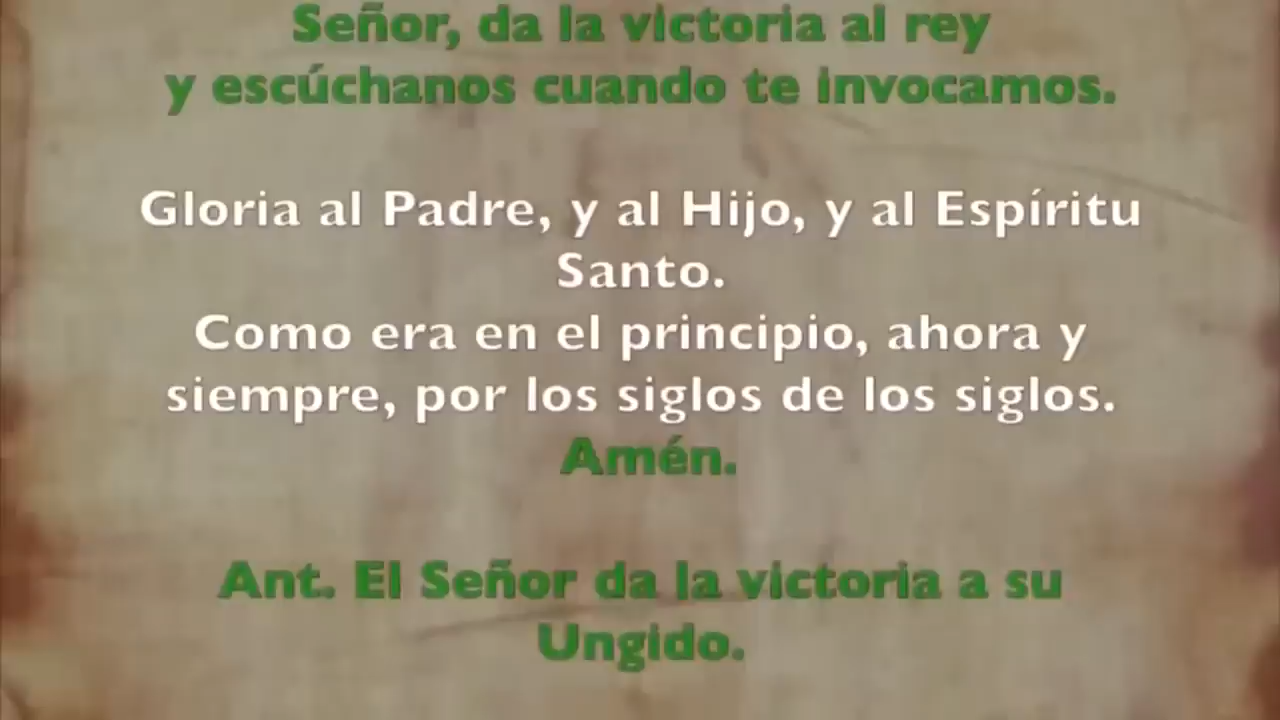 Señor, da la victoria al rey
y escúchanos cuando te invocamos.
Gloria al Padre, y al Hijo, y al Espíritu
Santo.
Como era en el principio, ahora y
siempre, por los siglos de los siglos.
Amén.
Ant. El Señor da la victoria a su
Ungido.